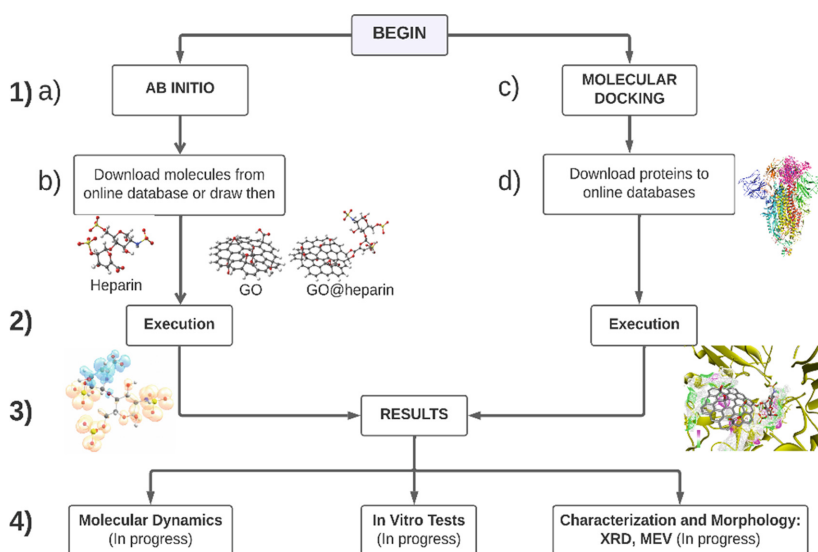 BEGIN
1) a)
AB INITIO
c)
MOLECULAR
DOCKING
b)
Download molecules from
online database or draw then
d)
Download proteins to
online databases
Heparin
GO
GO@heparin
2)
Execution
Execution
3)
RESULTS
4)
Molecular Dynamics
(In progress)
In Vitro Tests
(In progress)
Characterization and Morphology:
XRD, MEV (In progress)